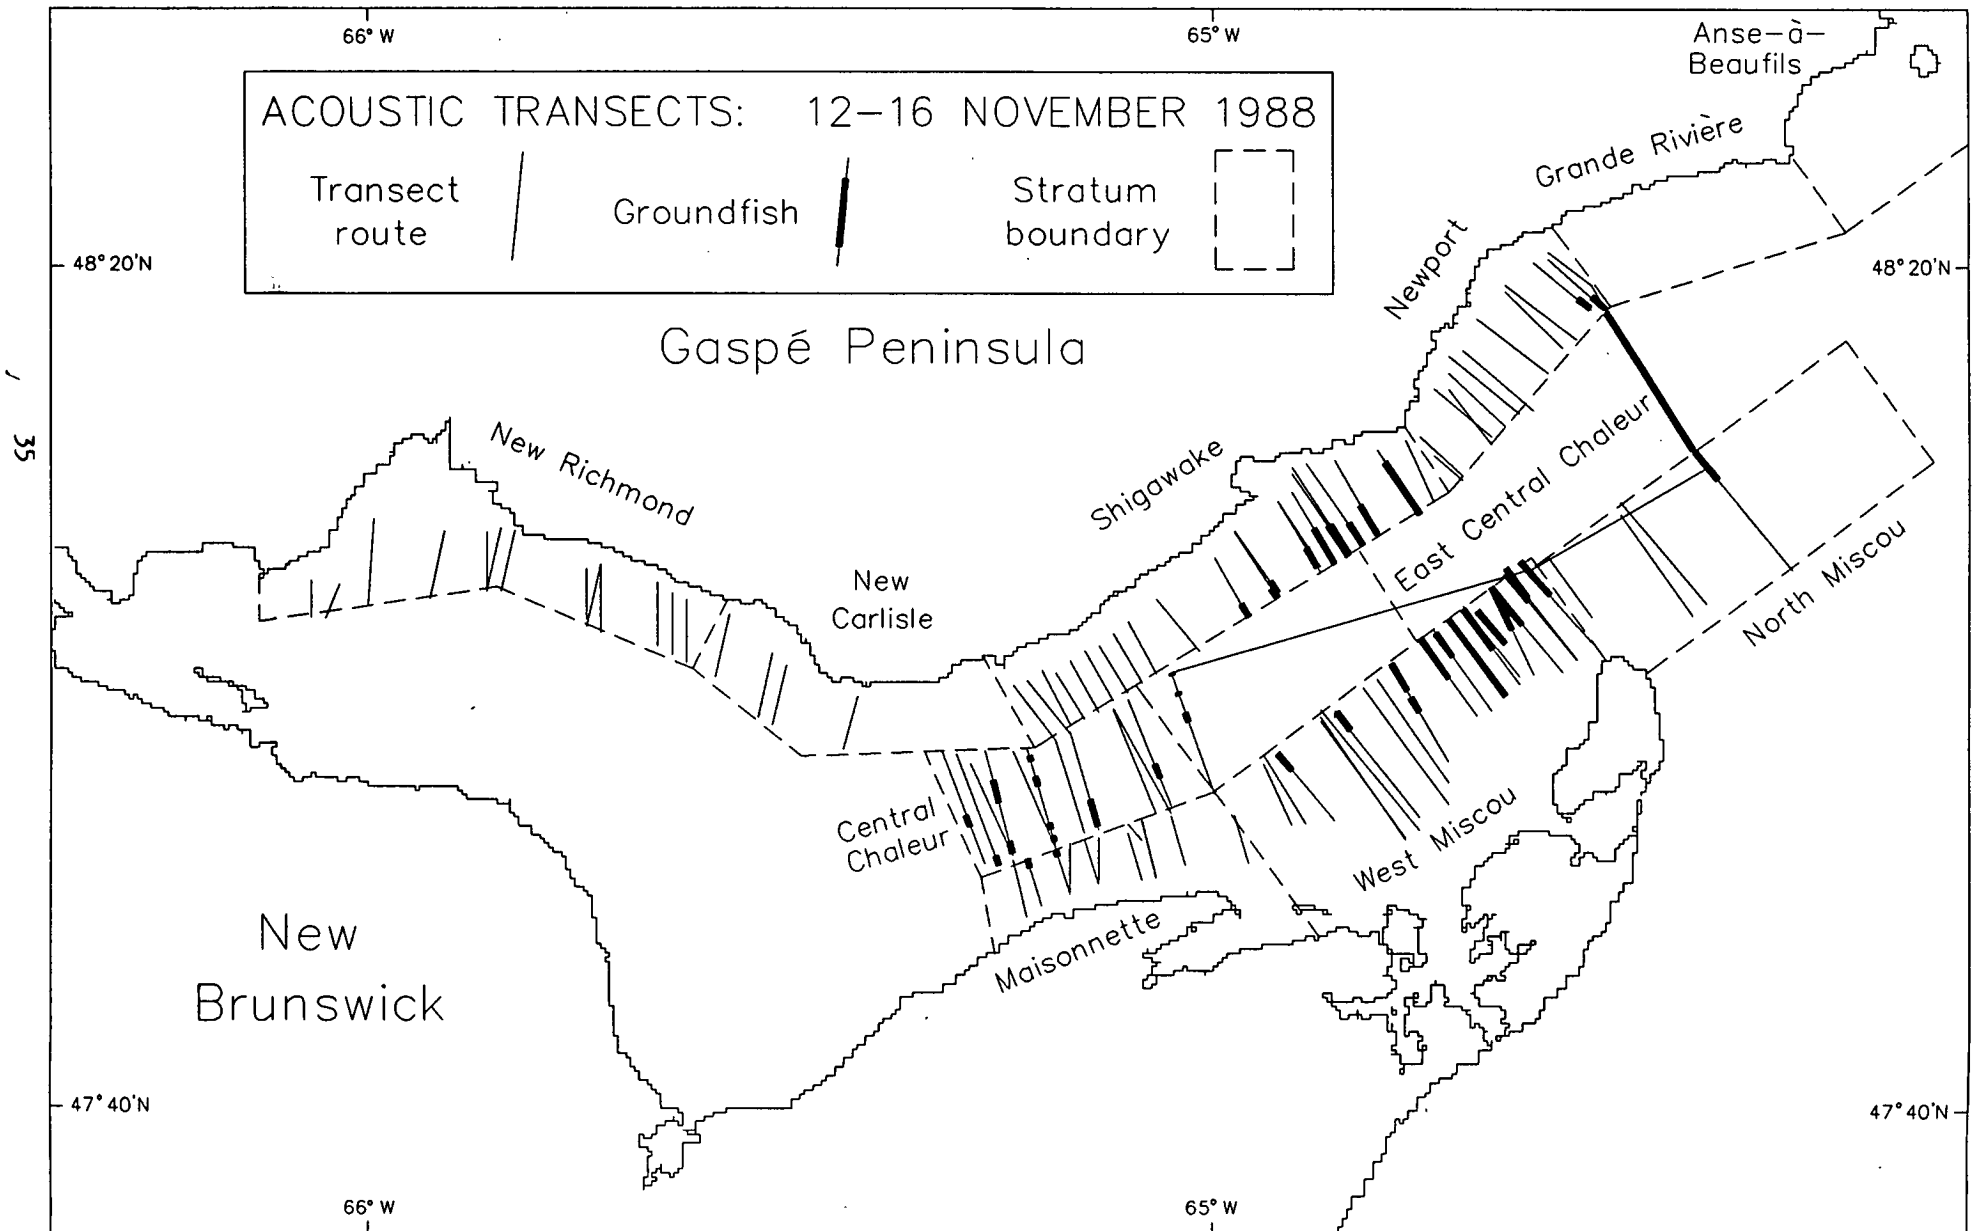 66° W
65° W
Anse-à-
Beaufils
ACOUSTIC TRANSECTS: 12-16 NOVEMBER 1988
Transect
route
Groundfish
Stratum
boundary
Grande Rivière
Newport
48° 20'N
48° 20'N
Gaspé Peninsula
New Richmond
Shigawake
East Central Chaleur
New
Carlisle
North Miscou
Central
Chaleur
West Miscou
Maisonnette
New
Brunswick
47° 40'N
47° 40'N
66° W
65° W
35